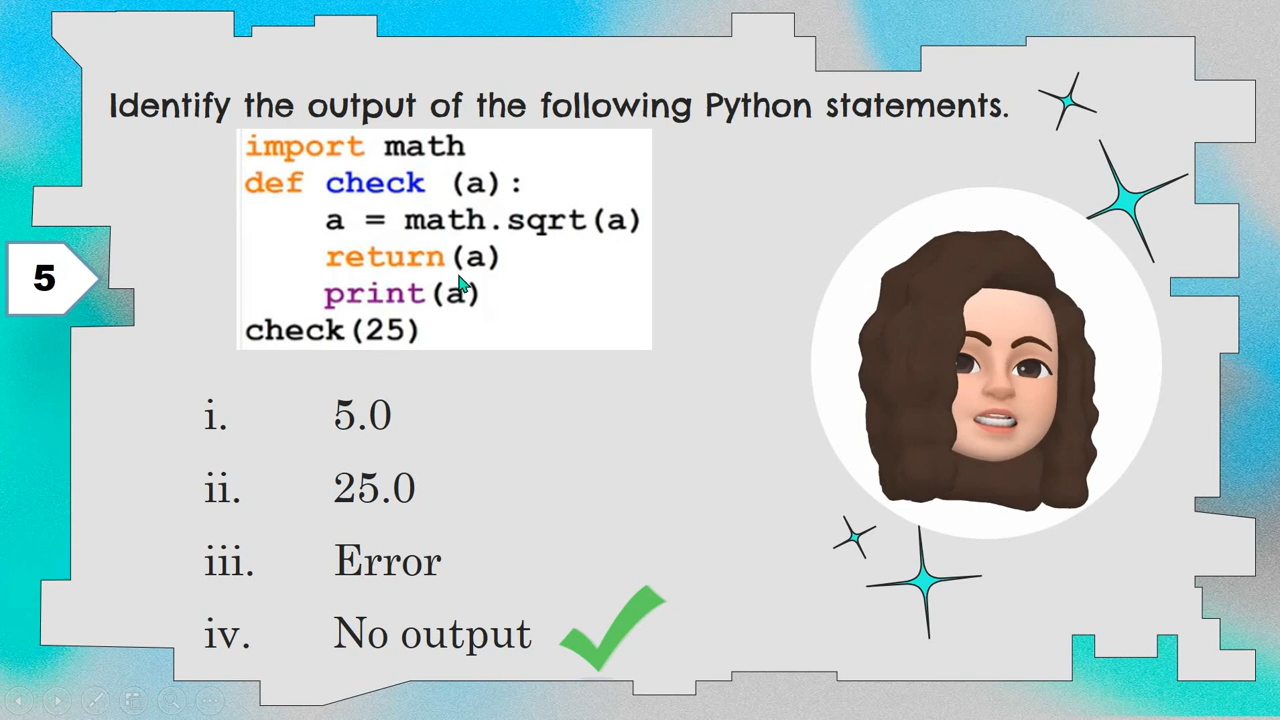 Identify the output of the following Python statements.
import math
def check (a):
a = math.sqrt(a)
return(a)
print(a)
check(25)
5
i. 5.0
ii. 25.0
iii. Error
iv. No output